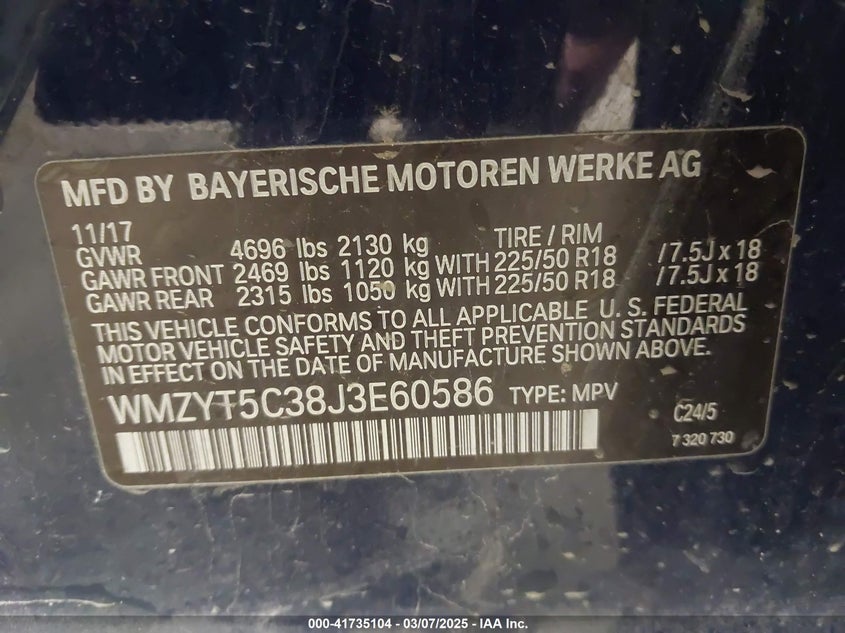 MFD BY BAYERISCHE MOTOREN WERKE AG
11/17 TIRE / RIM
GVWR 4696 lbs 2130 kg
GAWR FRONT 2469 lbs 1120 kg WITH 225/50 R18 / 7.5J x 18
GAWR REAR 2315 lbs 1050 kg WITH 225/50 R18 / 7.5J x 18
THIS VEHICLE CONFORMS TO ALL APPLICABLE U. S. FEDERAL
MOTOR VEHICLE SAFETY AND THEFT PREVENTION STANDARDS
IN EFFECT ON THE DATE OF MANUFACTURE SHOWN ABOVE.
WMZYT5C38J3E60586 TYPE: MPV C24/5
7 320 730
000-41735104 - 03/07/2025 - IAA Inc.